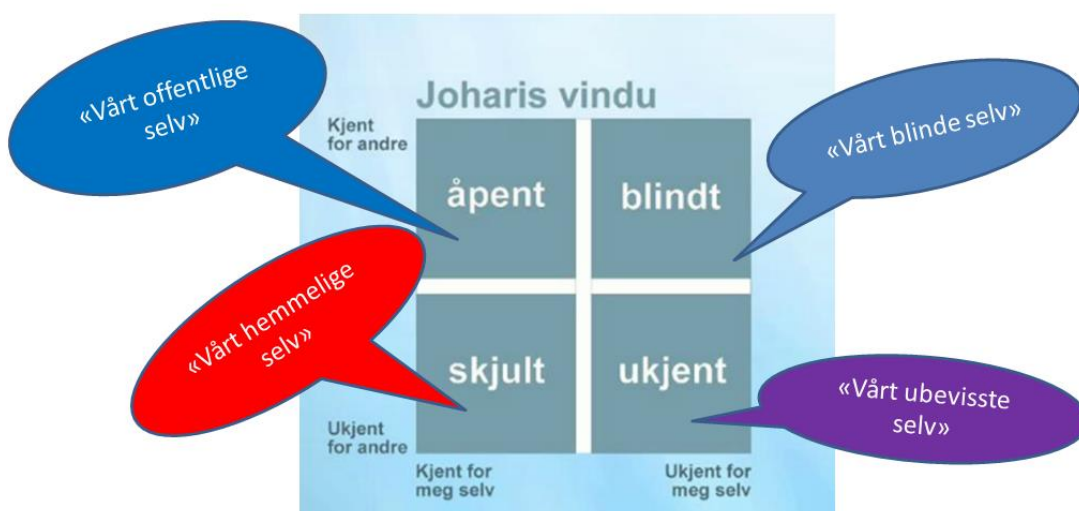 «Vårt offentlige
selv»
Joharis vindu
Kjent
for andre
«Vårt blinde selv»
åpent
blindt
«Vårt hemmelige
selv»
skjult
ukjent
«Vårt ubevisste
selv»
Ukjent
for andre
Kjent for
meg selv
Ukjent for
meg selv